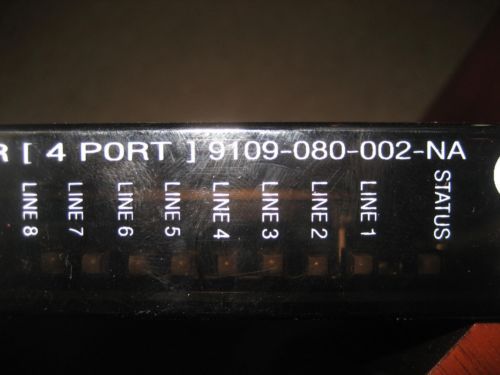 R [ 4 PORT ] 9109-080-002-NA
LINE 8
LINE 7
LINE 6
LINE 5
LINE 4
LINE 3
LINE 2
LINE 1
STATUS